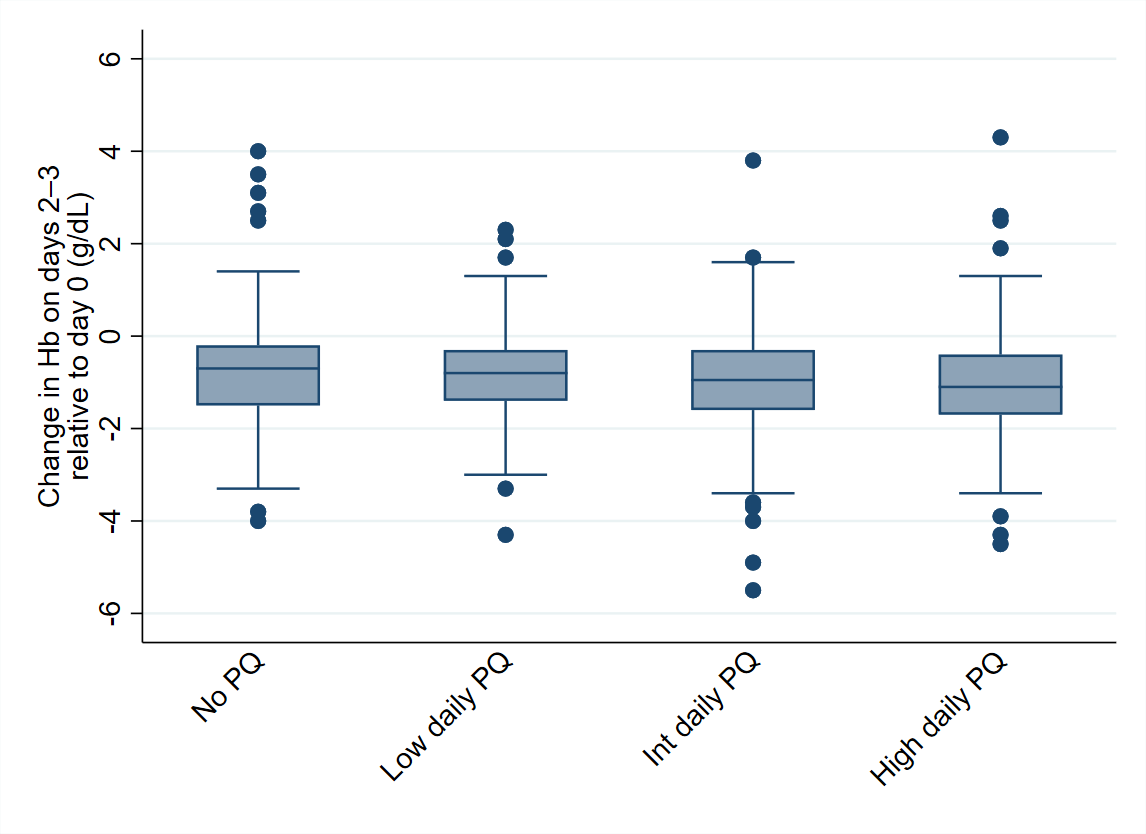 Change in Hb on days 2–3
relative to day 0 (g/dL)
6
4
2
0
-2
-4
-6
No PQ
Low daily PQ
Int daily PQ
High daily PQ